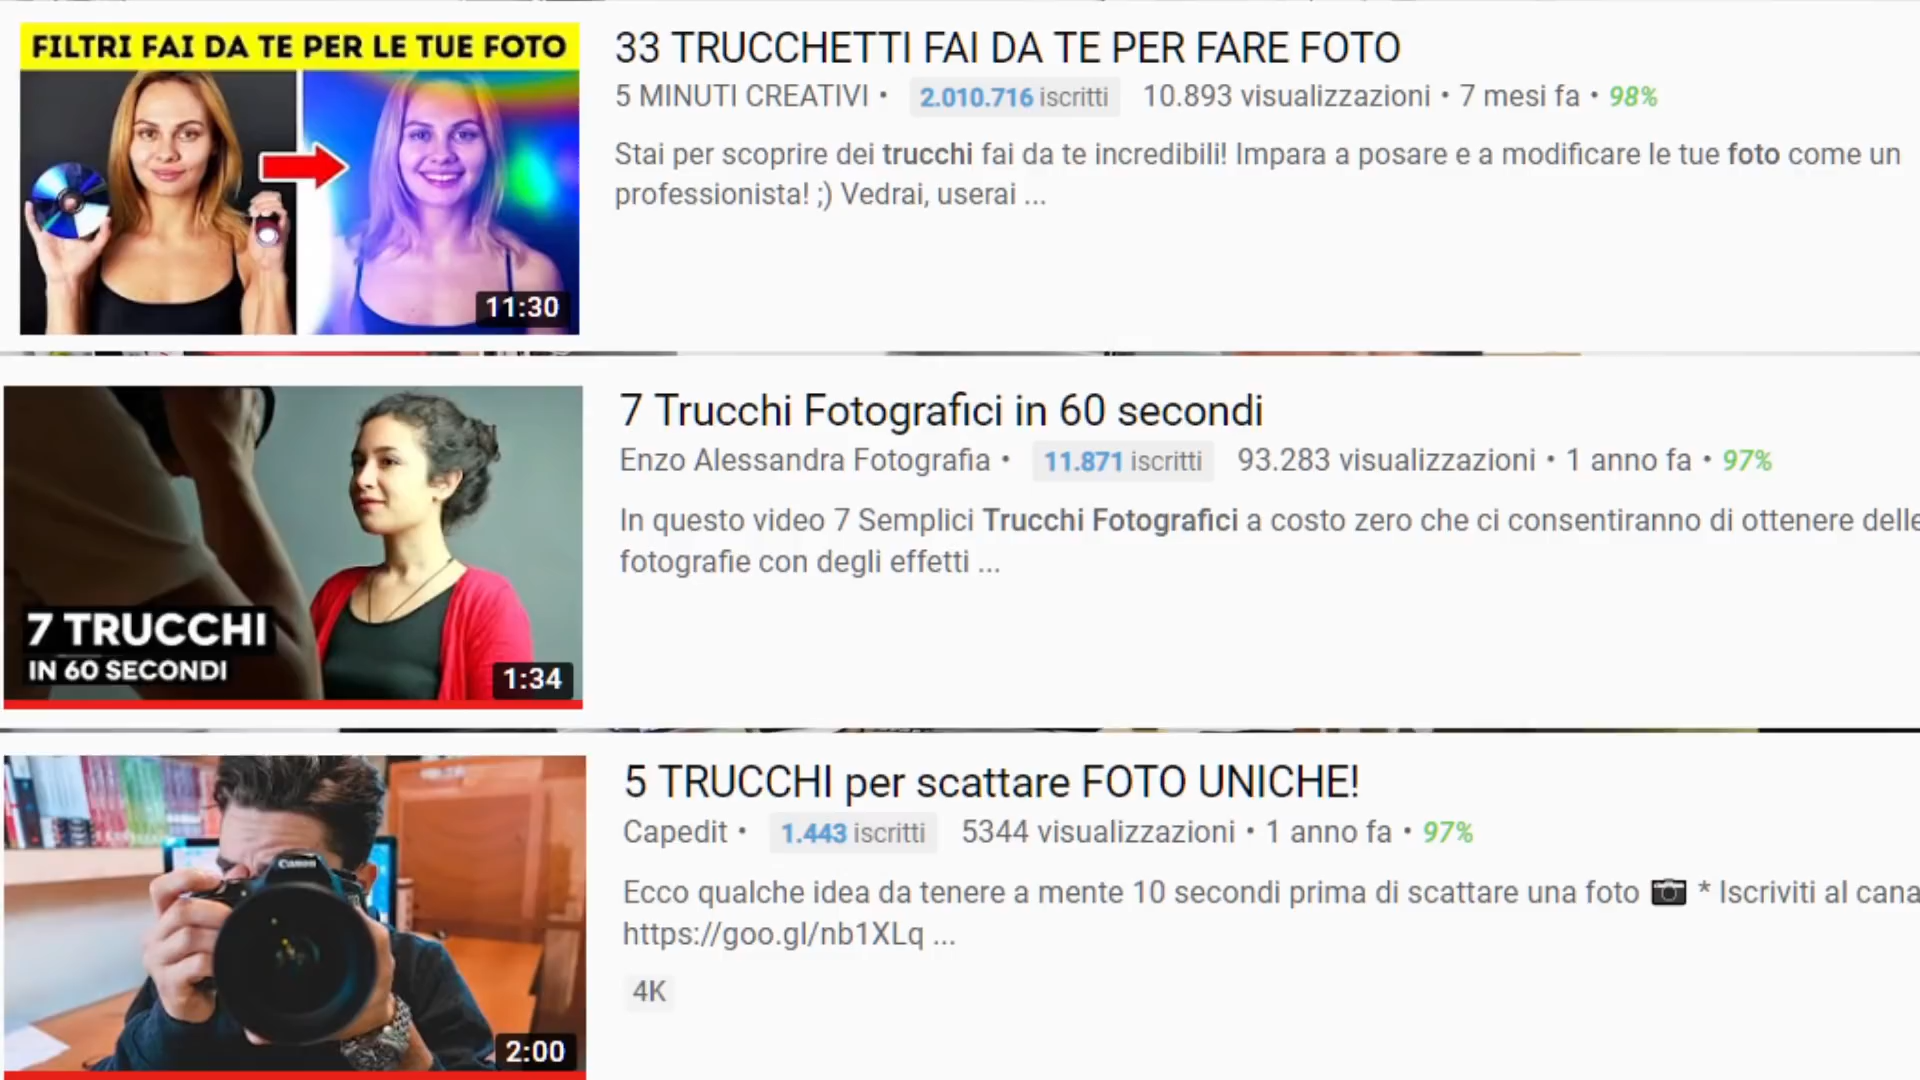 FILTRI FAI DA TE PER LE TUE FOTO
11:30
33 TRUCCHETTI FAI DA TE PER FARE FOTO
5 MINUTI CREATIVI • 2.010.716 iscritti 10.893 visualizzazioni • 7 mesi fa • 98%
Stai per scoprire dei trucchi fai da te incredibili! Impara a posare e a modificare le tue foto come un
professionista! ;) Vedrai, userai ...
7 TRUCCHI
IN 60 SECONDI
1:34
7 Trucchi Fotografici in 60 secondi
Enzo Alessandra Fotografia • 11.871 iscritti 93.283 visualizzazioni • 1 anno fa • 97%
In questo video 7 Semplici Trucchi Fotografici a costo zero che ci consentiranno di ottenere delle
fotografie con degli effetti ...
Canon
2:00
5 TRUCCHI per scattare FOTO UNICHE!
Capedit • 1.443 iscritti 5344 visualizzazioni • 1 anno fa • 97%
Ecco qualche idea da tenere a mente 10 secondi prima di scattare una foto 📷 * Iscriviti al cana
https://goo.gl/nb1XLq ...
4K